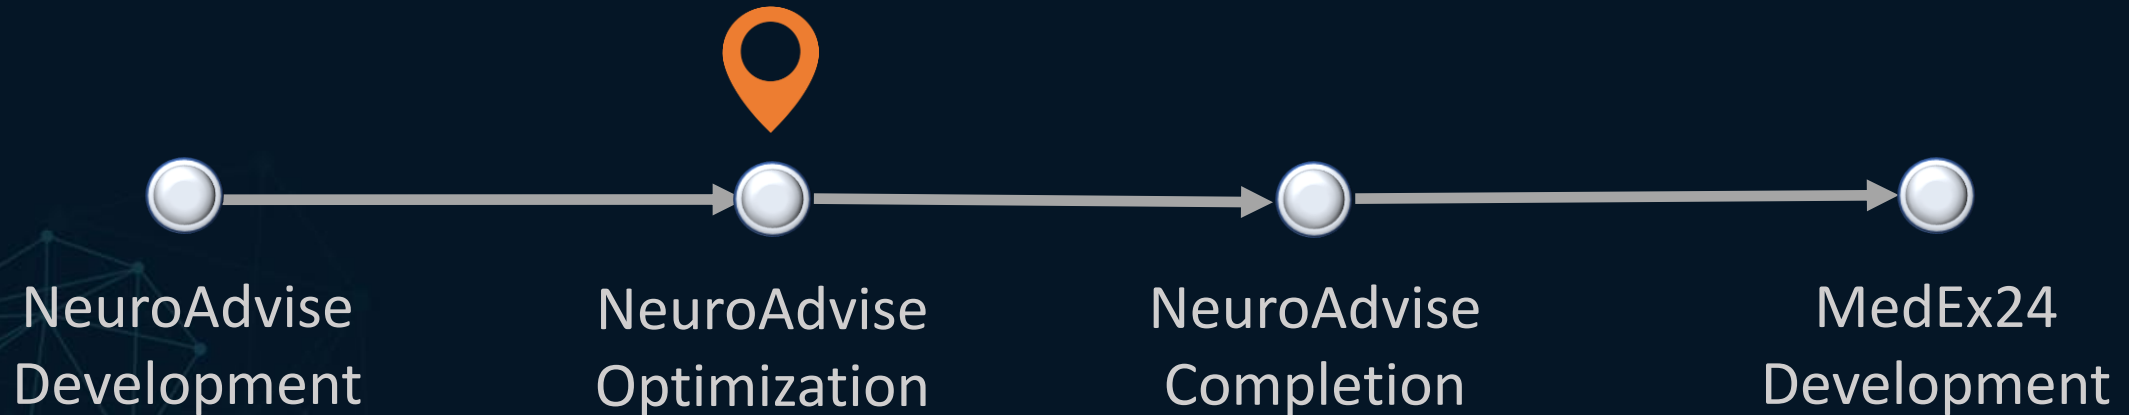 NeuroAdvise
Development
NeuroAdvise
Optimization
NeuroAdvise
Completion
MedEx24
Development